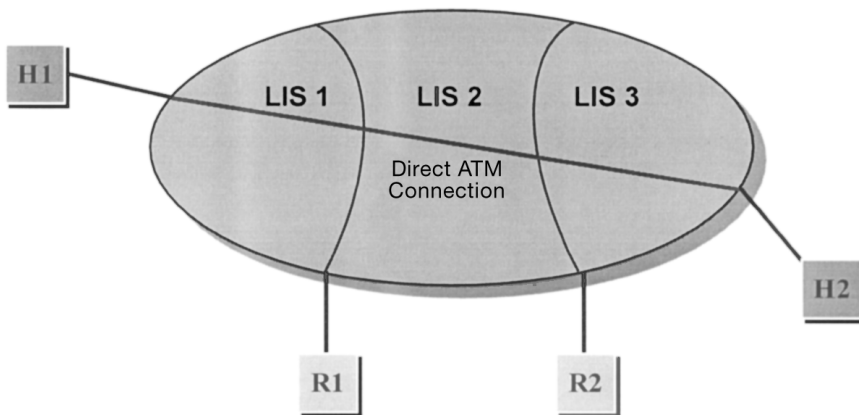 H1
LIS 1
LIS 2
LIS 3
Direct ATM
Connection
H2
R1
R2